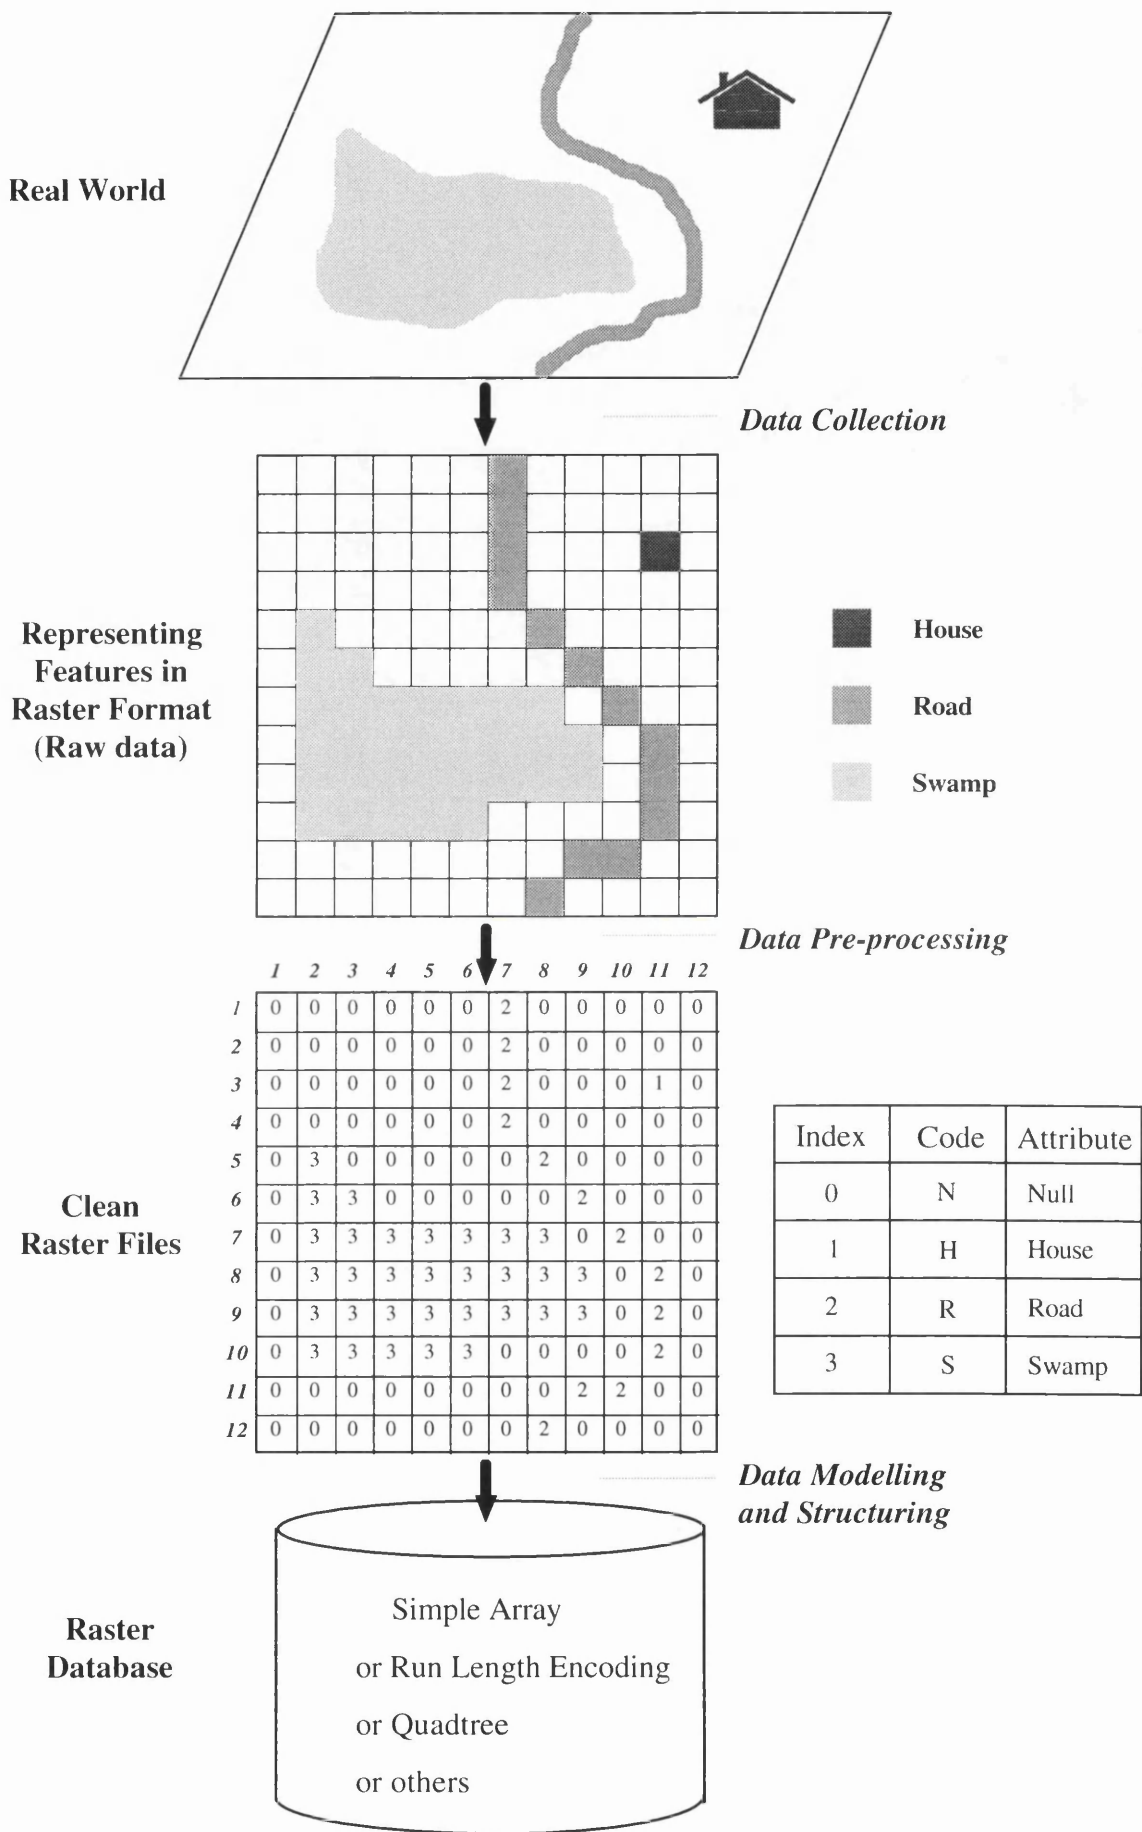 Real World
Data Collection
Representing
Features in
Raster Format
(Raw data)
House
Road
Swamp
Data Pre-processing
1 2 3 4 5 6 7 8 9 10 11 12
1 0 0 0 0 0 0 2 0 0 0 0 0
2 0 0 0 0 0 0 2 0 0 0 0 0
3 0 0 0 0 0 0 2 0 0 0 1 0
4 0 0 0 0 0 0 2 0 0 0 0 0
5 0 3 0 0 0 0 0 2 0 0 0 0
6 0 3 3 0 0 0 0 0 2 0 0 0
7 0 3 3 3 3 3 3 3 0 2 0 0
8 0 3 3 3 3 3 3 3 3 0 2 0
9 0 3 3 3 3 3 3 3 3 0 2 0
10 0 3 3 3 3 3 0 0 0 0 2 0
11 0 0 0 0 0 0 0 0 2 2 0 0
12 0 0 0 0 0 0 0 2 0 0 0 0
Clean
Raster Files
Index Code Attribute
0 N Null
1 H House
2 R Road
3 S Swamp
Data Modelling
and Structuring
Raster
Database
Simple Array
or Run Length Encoding
or Quadtree
or others